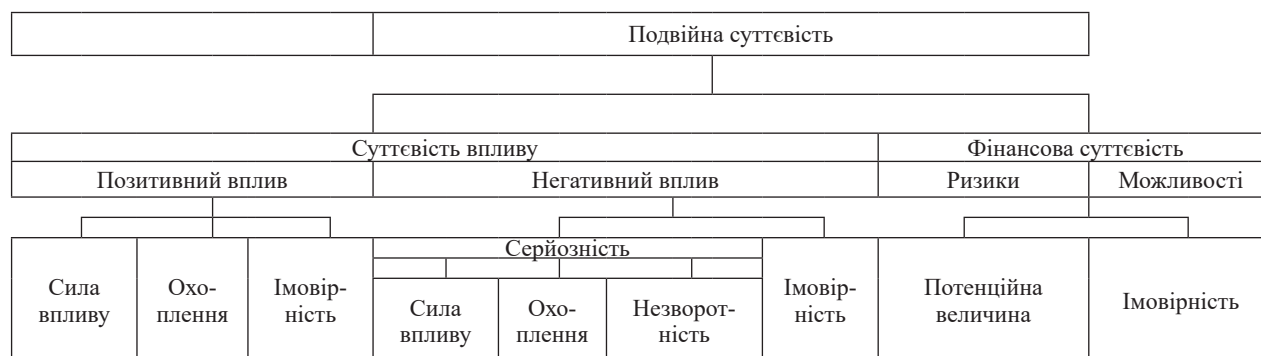 Подвійна суттєвість
Суттєвість впливу
Фінансова суттєвість
Позитивний вплив
Негативний вплив
Ризики
Можливості
Сила
впливу
Охо-
плення
Імовір-
ність
Серйозність
Сила
впливу
Охо-
плення
Незворот-
ність
Імовір-
ність
Потенційна
величина
Імовірність